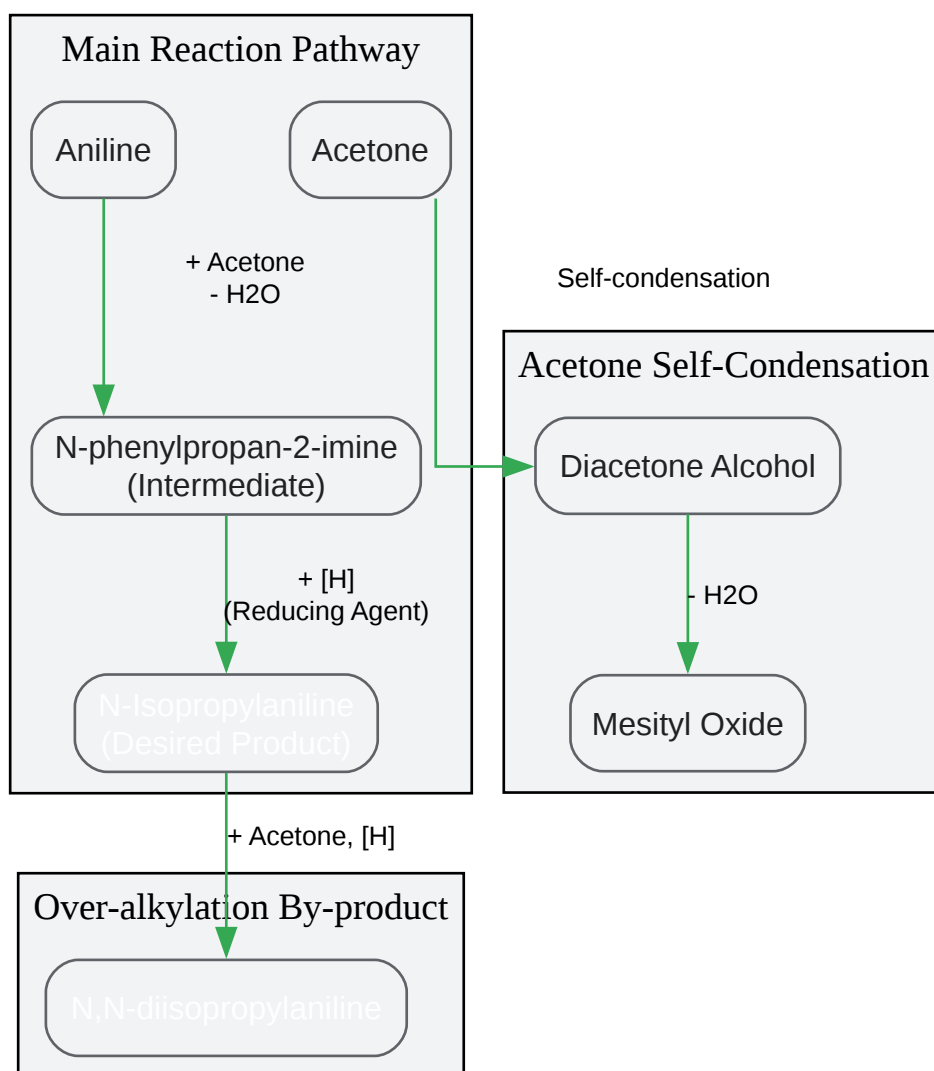 Main Reaction Pathway
Aniline
Acetone
+ Acetone
- H2O
Self-condensation
Acetone Self-Condensation
N-phenylpropan-2-imine
(Intermediate)
Diacetone Alcohol
+ [H]
(Reducing Agent)
- H2O
N-Isopropylaniline
(Desired Product)
Mesityl Oxide
+ Acetone, [H]
Over-alkylation By-product
N,N-diisopropylaniline